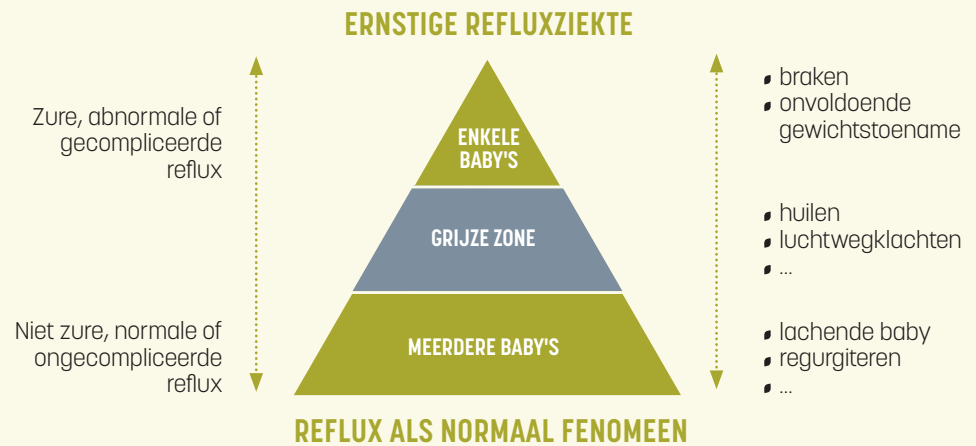 ERNSTIGE REFLUXZIEKTE
Zure, abnormale of
gecompliceerde
reflux
ENKELE
BABY'S
• braken
• onvoldoende
gewichtstoename
GRIJZE ZONE
• huilen
• luchtwegklachten
• ...
Niet zure, normale of
ongecompliceerde
reflux
MEERDERE BABY'S
• lachende baby
• regurgiteren
• ...
REFLUX ALS NORMAAL FENOMEEN